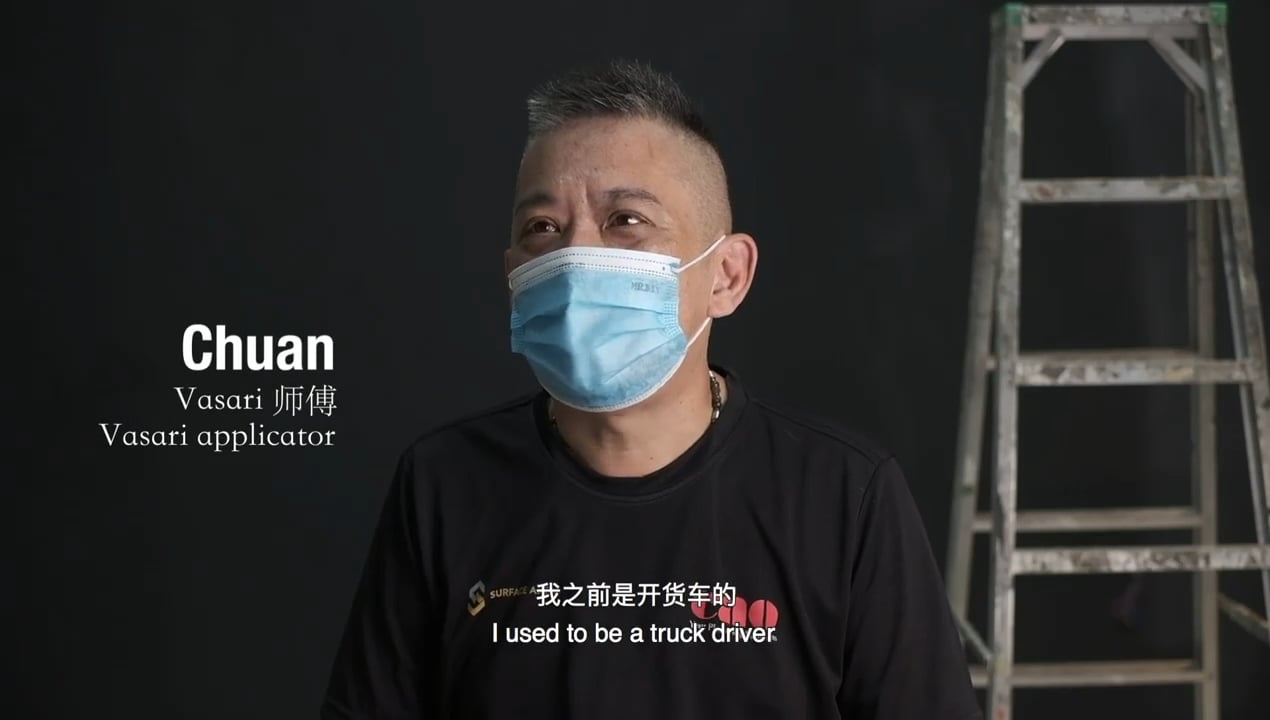 Chuan
Vasari 师傅
Vasari applicator
SURFACE
我之前是开货车的
I used to be a truck driver